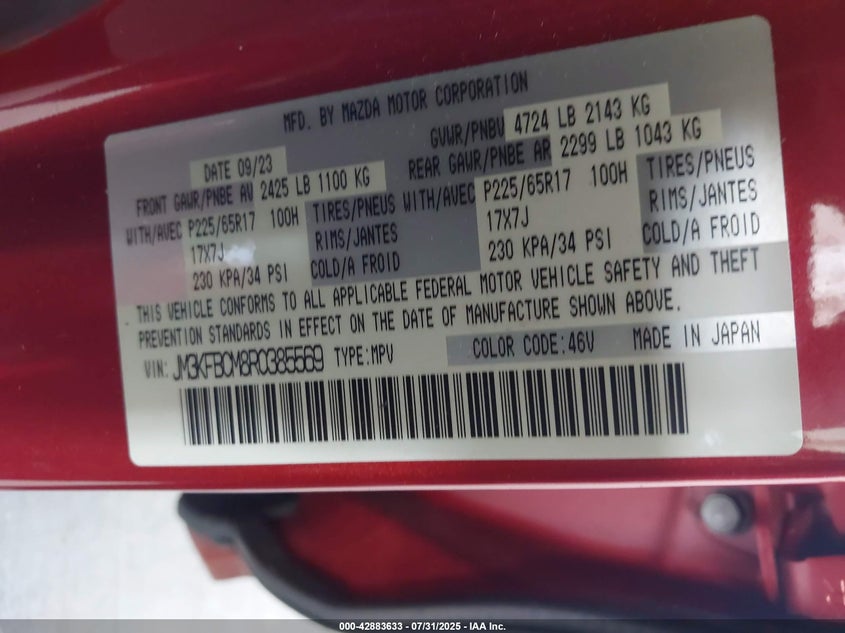 MFD. BY MAZDA MOTOR CORPORATION
DATE 09/23 GVWR/PNBV 4724 LB 2143 KG
FRONT GAWR/PNBE AV 2425 LB 1100 KG REAR GAWR/PNBE AR 2299 LB 1043 KG
WITH/AVEC P225/65R17 100H TIRES/PNEUS WITH/AVEC P225/65R17 100H TIRES/PNEUS
17X7J RIMS/JANTES 17X7J RIMS/JANTES
230 KPA/34 PSI COLD/A FROID 230 KPA/34 PSI COLD/A FROID
THIS VEHICLE CONFORMS TO ALL APPLICABLE FEDERAL MOTOR VEHICLE SAFETY AND THEFT
PREVENTION STANDARDS IN EFFECT ON THE DATE OF MANUFACTURE SHOWN ABOVE.
VIN: JM3KFBCM8R0385569 TYPE:MPV COLOR CODE:46V MADE IN JAPAN
000-42883633 - 07/31/2025 - IAA Inc.